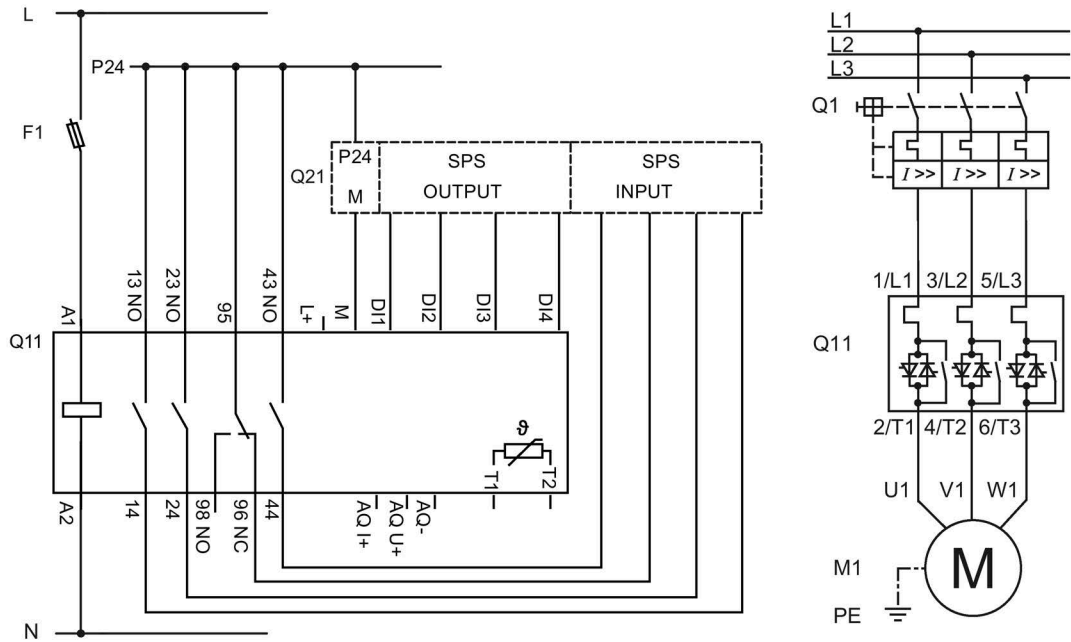 L
P24
F1
Q21
P24
M
SPS
OUTPUT
SPS
INPUT
A1
13 NO
23 NO
95
43 NO
L+
M
DI1
DI2
DI3
DI4
Q11
ϑ
T1
T2
A2
14
24
98 NO
96 NC
44
AQ I+
AQ U+
AQ-
N
L1
L2
L3
Q1
I >>
I >>
I >>
1/L1 3/L2 5/L3
Q11
2/T1 4/T2 6/T3
U1 V1 W1
M1
M
PE